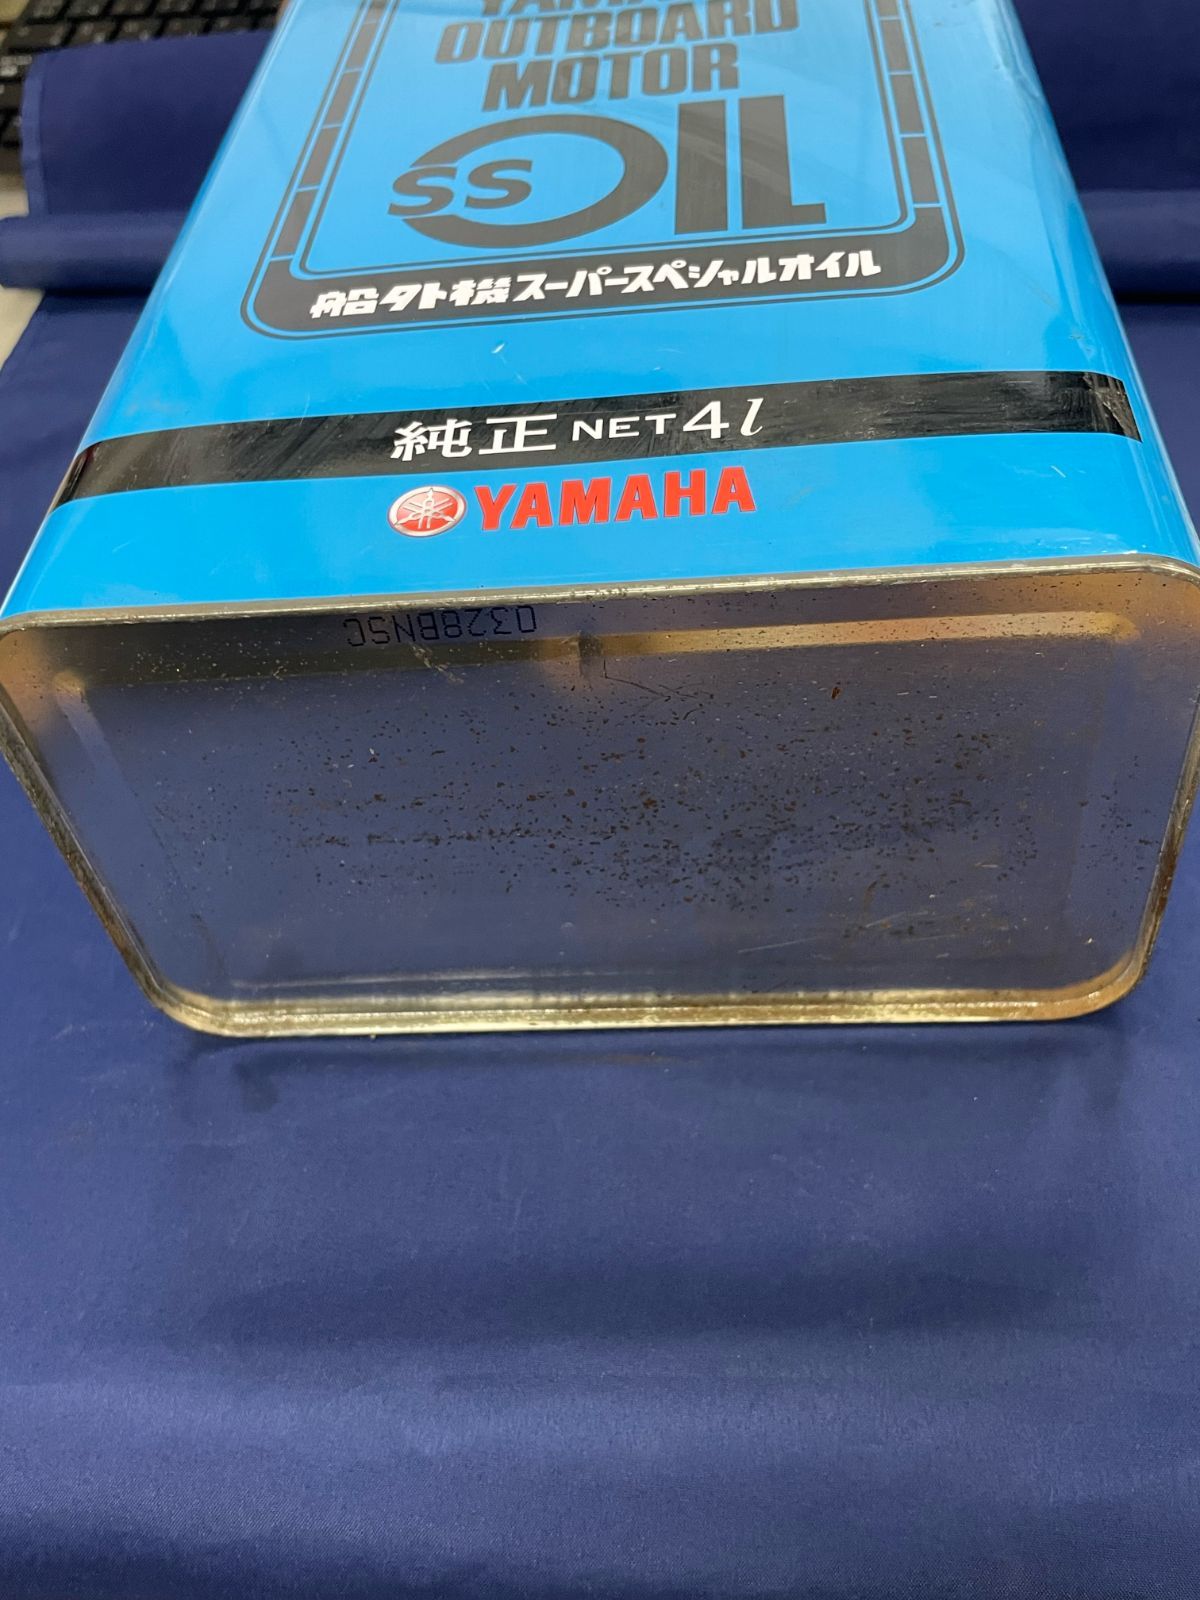 OUTBOARD
MOTOR
OIL
SS
船外機スーパースペシャルオイル
純正 NET 4l
YAMAHA
0328BNSC